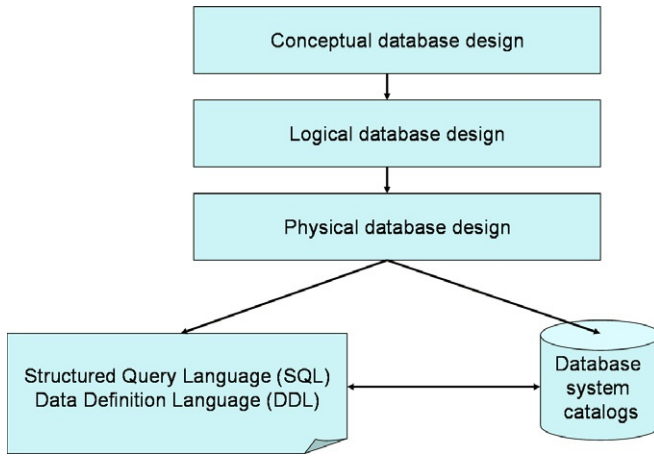 Conceptual database design
Logical database design
Physical database design
Structured Query Language (SQL)
Data Definition Language (DDL)
Database
system
catalogs